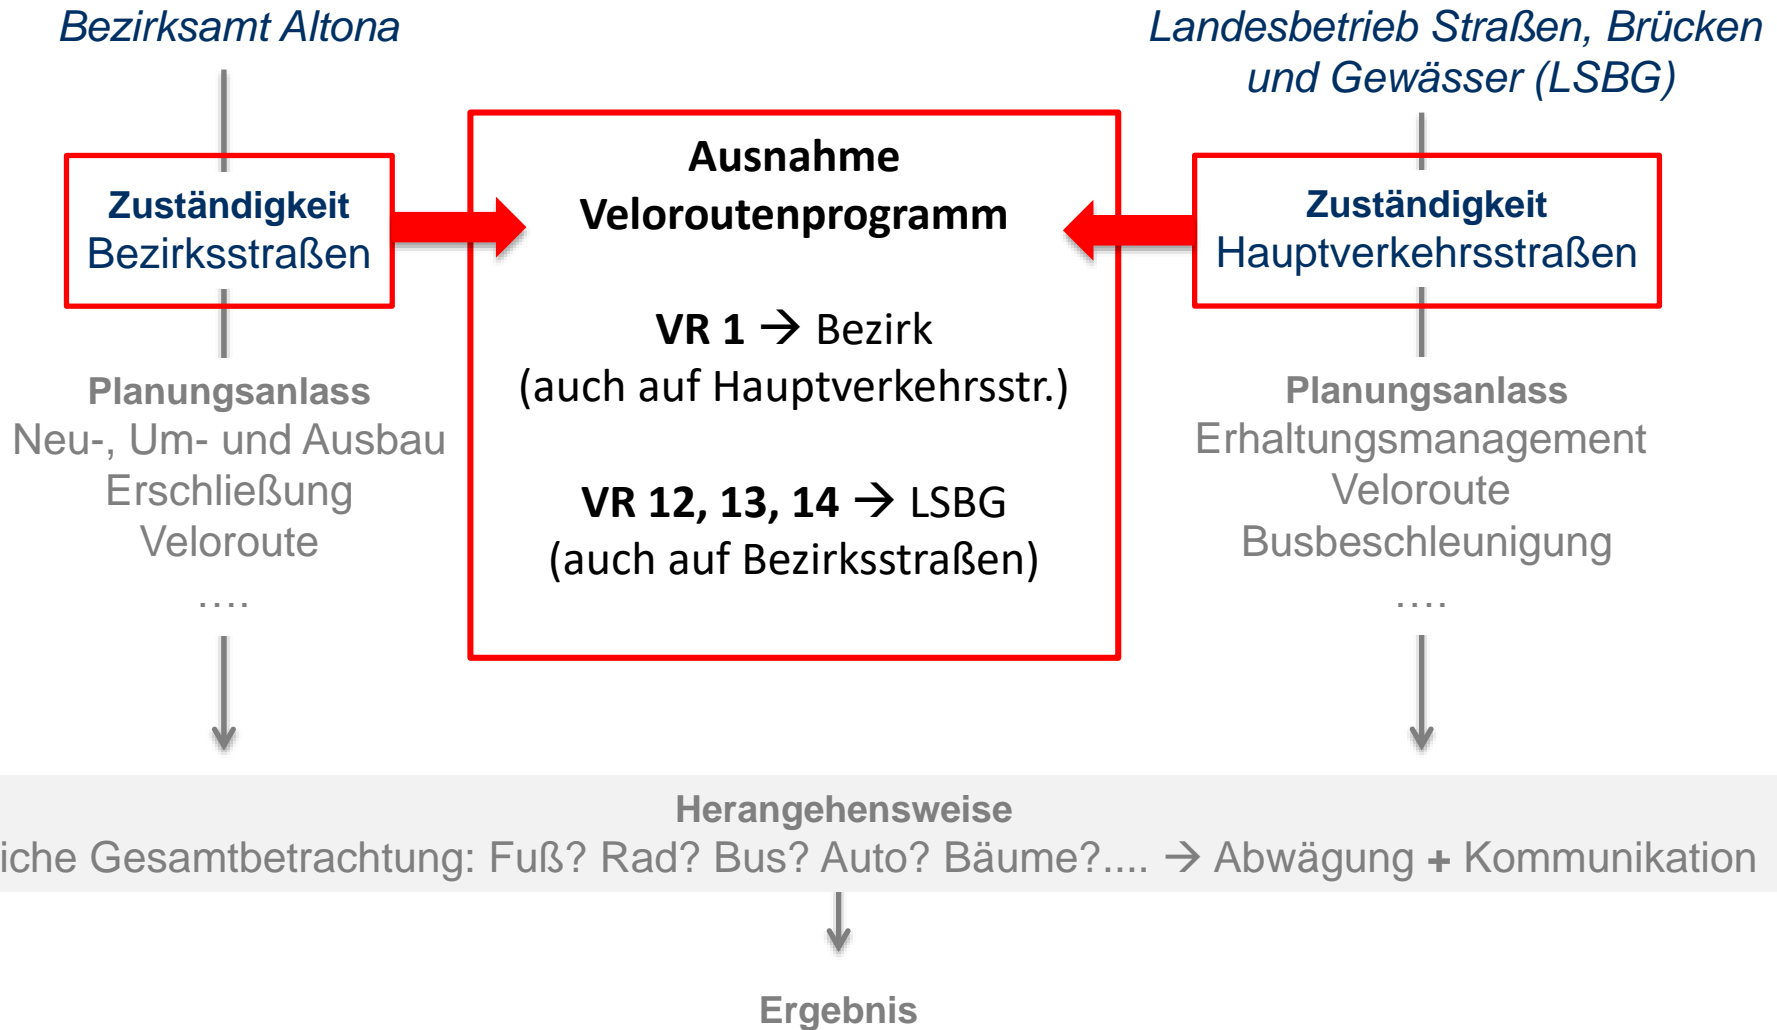 Bezirksamt Altona
Landesbetrieb Straßen, Brücken
und Gewässer (LSBG)
Zuständigkeit
Bezirksstraßen
Ausnahme
Veloroutenprogramm
VR 1 → Bezirk
(auch auf Hauptverkehrsstr.)
VR 12, 13, 14 → LSBG
(auch auf Bezirksstraßen)
Zuständigkeit
Hauptverkehrsstraßen
Planungsanlass
Neu-, Um- und Ausbau
Erschließung
Veloroute
....
Planungsanlass
Erhaltungsmanagement
Veloroute
Busbeschleunigung
....
Herangehensweise
iche Gesamtbetrachtung: Fuß? Rad? Bus? Auto? Bäume?.... → Abwägung + Kommunikation
Ergebnis